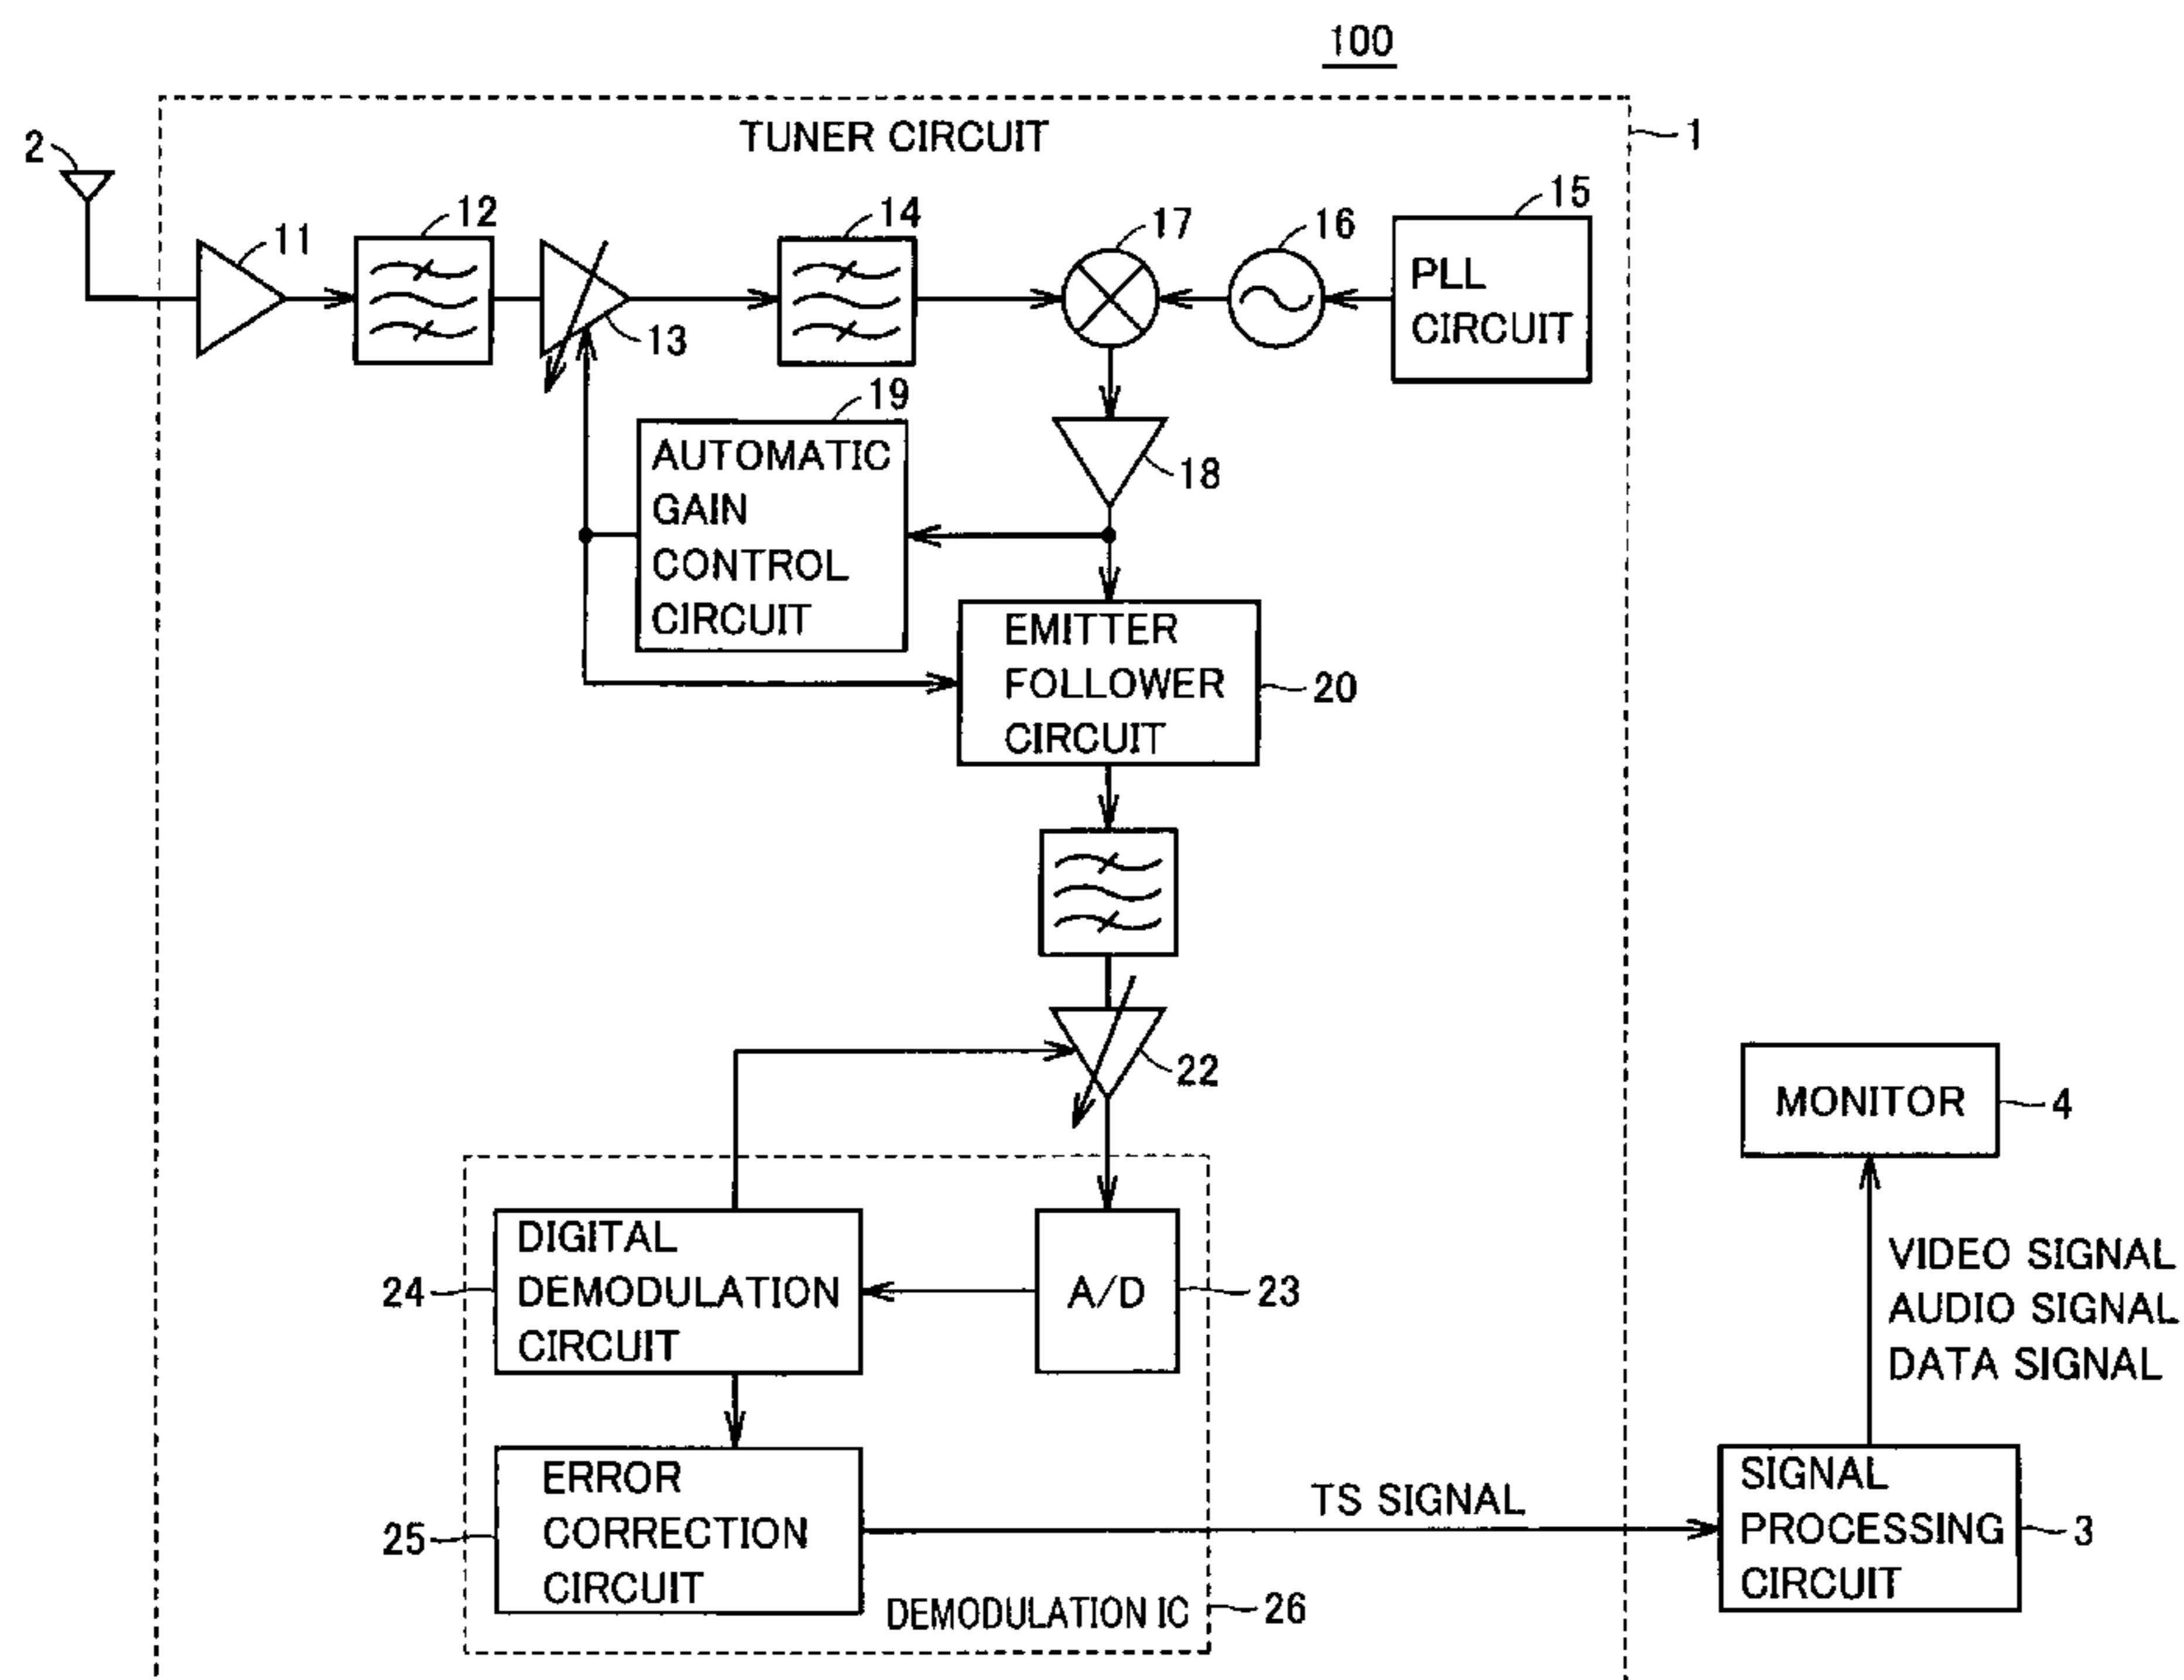 100
TUNER CIRCUIT
1
2
11
12
13
14
17
16
15
PLL
CIRCUIT
19
AUTOMATIC
GAIN
CONTROL
CIRCUIT
18
EMITTER
FOLLOWER
CIRCUIT
20
22
MONITOR
4
DIGITAL
DEMODULATION
CIRCUIT
24
A/D
23
VIDEO SIGNAL
AUDIO SIGNAL
DATA SIGNAL
ERROR
CORRECTION
CIRCUIT
25
TS SIGNAL
SIGNAL
PROCESSING
CIRCUIT
3
DEMODULATION IC
26